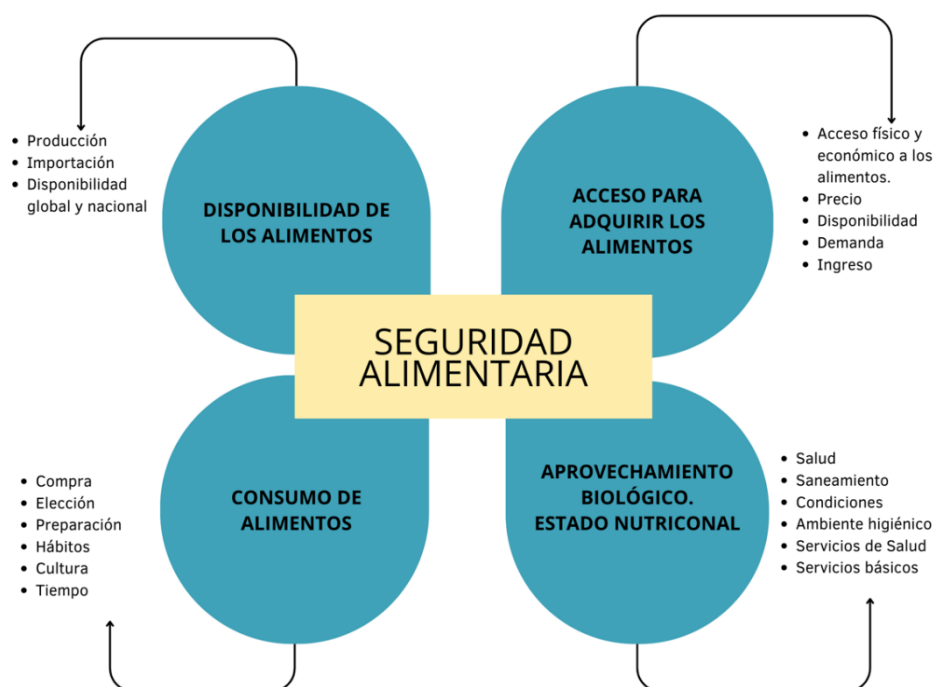 • Producción
• Importación
• Disponibilidad
global y nacional
DISPONIBILIDAD DE
LOS ALIMENTOS
ACCESO PARA
ADQUIRIR LOS
ALIMENTOS
• Acceso físico y
económico a los
alimentos.
• Precio
• Disponibilidad
• Demanda
• Ingreso
SEGURIDAD
ALIMENTARIA
• Compra
• Elección
• Preparación
• Hábitos
• Cultura
• Tiempo
CONSUMO DE
ALIMENTOS
APROVECHAMIENTO
BIOLÓGICO.
ESTADO NUTRICONAL
• Salud
• Saneamiento
• Condiciones
• Ambiente higiénico
• Servicios de Salud
• Servicios básicos